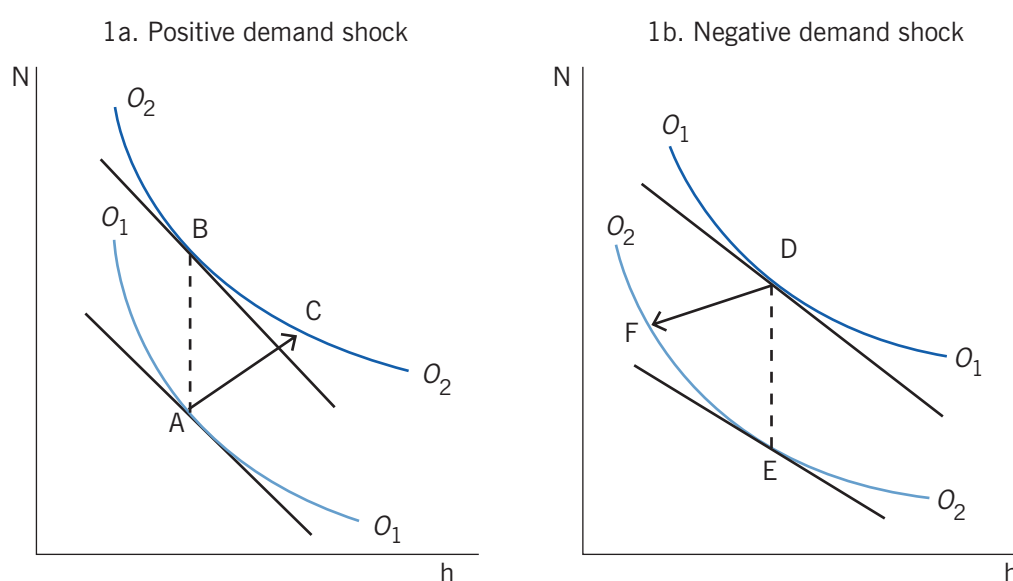 1a. Positive demand shock
N
O2
O1
B
C
A
O2
O1
h
1b. Negative demand shock
N
O1
O2
D
F
O1
E
O2
h